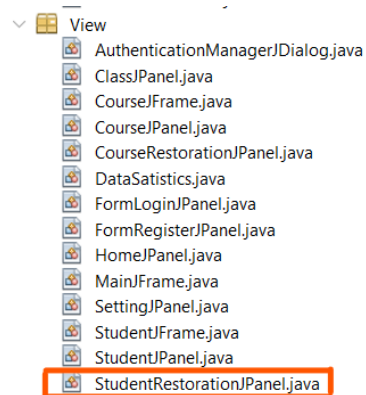 View
AuthenticationManagerJDialog.java
ClassJPanel.java
CourseJFrame.java
CourseJPanel.java
CourseRestorationJPanel.java
DataSatistics.java
FormLoginJPanel.java
FormRegisterJPanel.java
HomeJPanel.java
MainJFrame.java
SettingJPanel.java
StudentJFrame.java
StudentJPanel.java
StudentRestorationJPanel.java